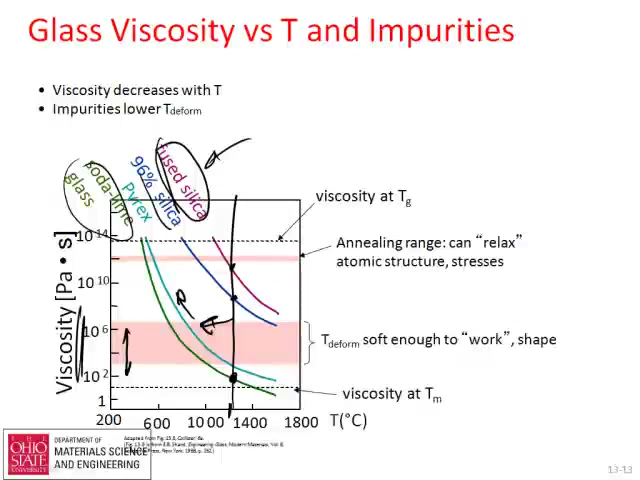 Glass Viscosity vs T and Impurities
• Viscosity decreases with T
• Impurities lower Tdeform
soda-lime glass
Pyrex
96% silica
fused silica
viscosity at Tg
Annealing range: can “relax” atomic structure, stresses
Tdeform soft enough to “work”, shape
viscosity at Tm
Viscosity [Pa • s]
10 14
10 10
10 6
10 2
1
200 600 1000 1400 1800 T(°C)
THE
OHIO
STATE
UNIVERSITY
DEPARTMENT OF
MATERIALS SCIENCE
AND ENGINEERING
13-13